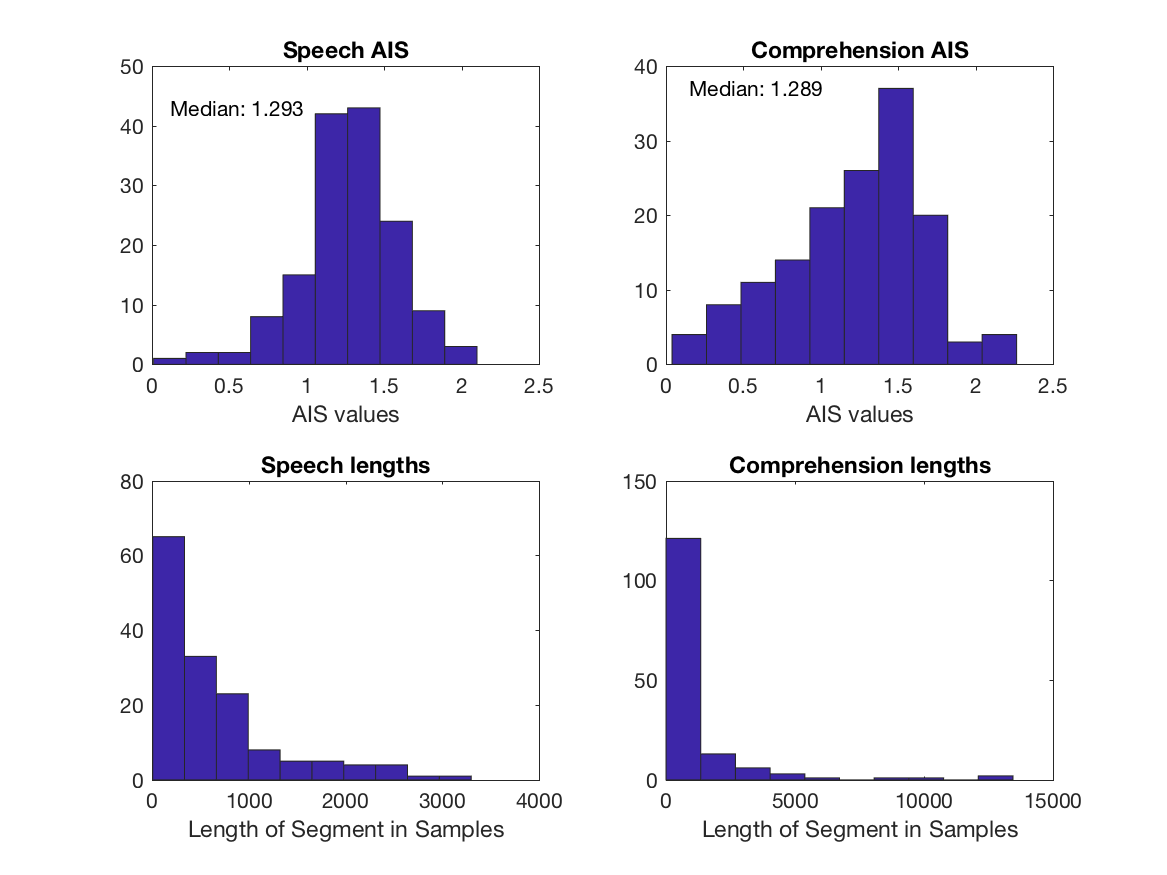 Speech AIS
50
40
30
20
10
0
Median: 1.293
0 0.5 1 1.5 2 2.5
AIS values
Comprehension AIS
40
30
20
10
0
Median: 1.289
0 0.5 1 1.5 2 2.5
AIS values
Speech lengths
80
60
40
20
0
0 1000 2000 3000 4000
Length of Segment in Samples
Comprehension lengths
150
100
50
0
0 5000 10000 15000
Length of Segment in Samples